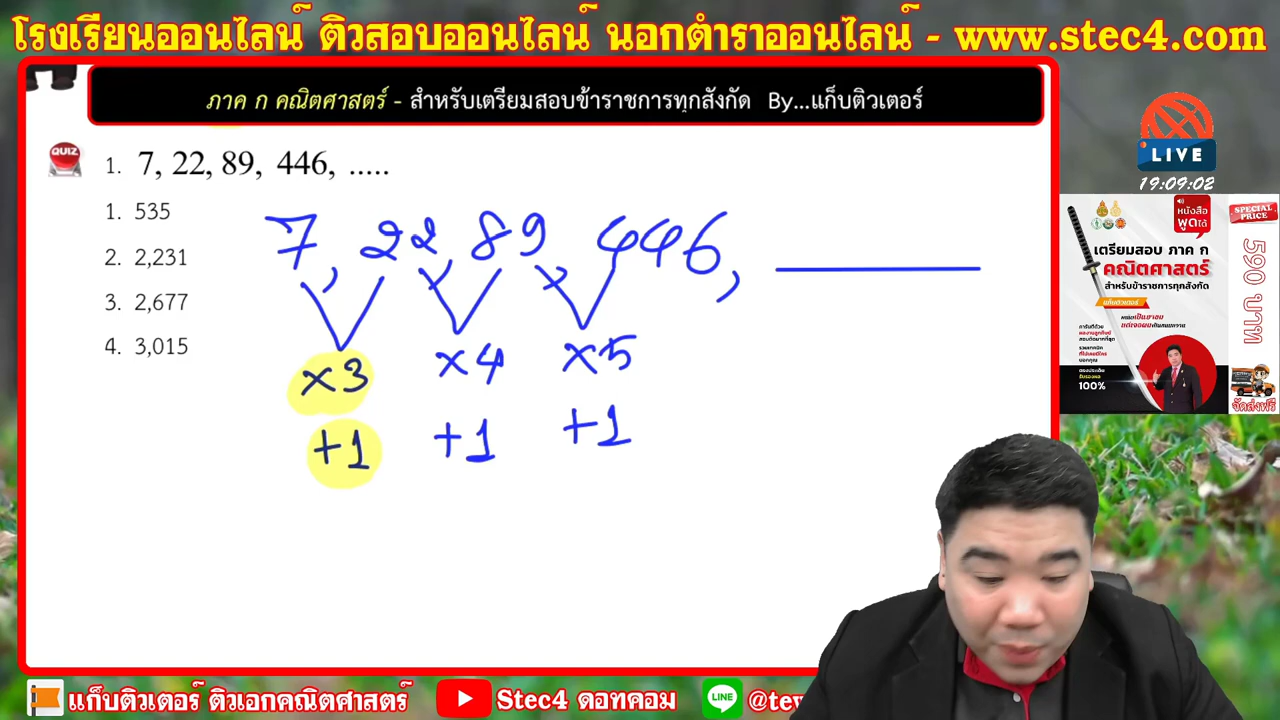 โรงเรียนออนไลน์ ติวสอบออนไลน์ นอกตำราออนไลน์ - www.stec4.com
ภาค ก คณิตศาสตร์ - สำหรับเตรียมสอบข้าราชการทุกสังกัด By...แก็บติวเตอร์
LIVE
19:09:02
QUIZ
1. 7, 22, 89, 446, .....
1. 535
2. 2,231
3. 2,677
4. 3,015
7, 22, 89, 446,
×3 ×4 ×5
+1 +1 +1
หนังสือ
พูดได้
SPECIAL
PRICE
เตรียมสอบ ภาค ก
คณิตศาสตร์
สำหรับข้าราชการทุกสังกัด
แก็บติวเตอร์
590 บาท
100%
จัดส่งฟรี
แก็บติวเตอร์ ติวเอกคณิตศาสตร์
Stec4 ดอทคอม
LINE